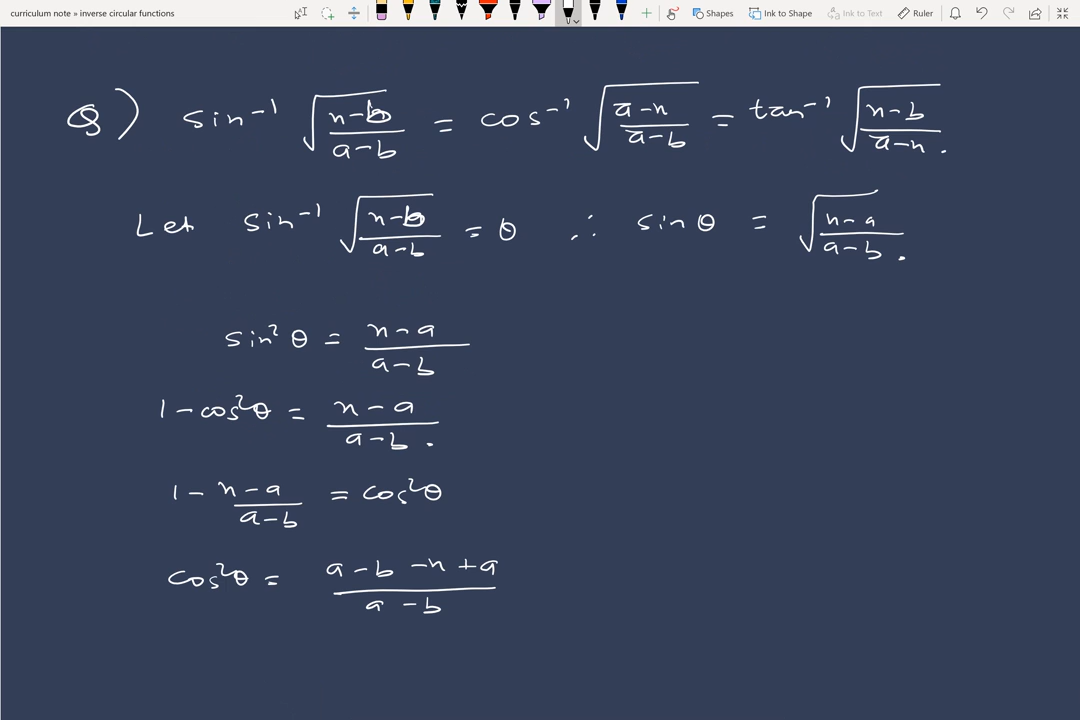 curriculum note » inverse circular functions Shapes Ink to Shape Ink to Text Ruler
Q) sin⁻¹ √((n-b)/(a-b)) = cos⁻¹ √((a-n)/(a-b)) = tan⁻¹ √((n-b)/(a-n)).
Let sin⁻¹ √((n-b)/(a-b)) = θ ∴ sin θ = √((n-a)/(a-b)).
sin² θ = (n-a)/(a-b)
1 - cos²θ = (n-a)/(a-b).
1 - (n-a)/(a-b) = cos²θ
cos²θ = (a-b-n+a)/(a-b)